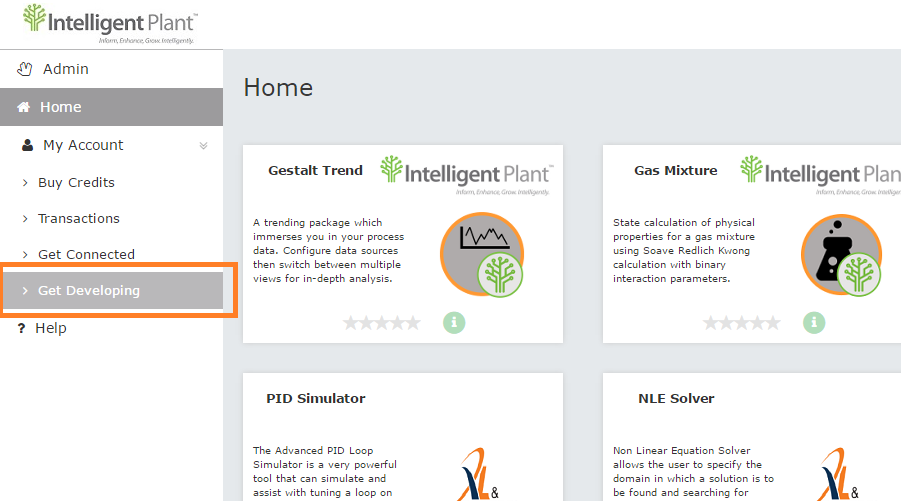 Intelligent Plant™
Inform, Enhance, Grow. Intelligently.
Admin
Home
My Account
Buy Credits
Transactions
Get Connected
Get Developing
? Help
Home
Gestalt Trend
Intelligent Plant™
Inform, Enhance, Grow. Intelligently.
A trending package which
immerses you in your process
data. Configure data sources
then switch between multiple
views for in-depth analysis.
i
Gas Mixture
Intelligent Plan
Inform, Enhance, Grow. Intelligen
State calculation of physical
properties for a gas mixture
using Soave Redlich Kwong
calculation with binary
interaction parameters.
i
PID Simulator
The Advanced PID Loop
Simulator is a very powerful
tool that can simulate and
assist with tuning a loop on
&
NLE Solver
Non Linear Equation Solver
allows the user to specify the
domain in which a solution is to
be found and searching for
&